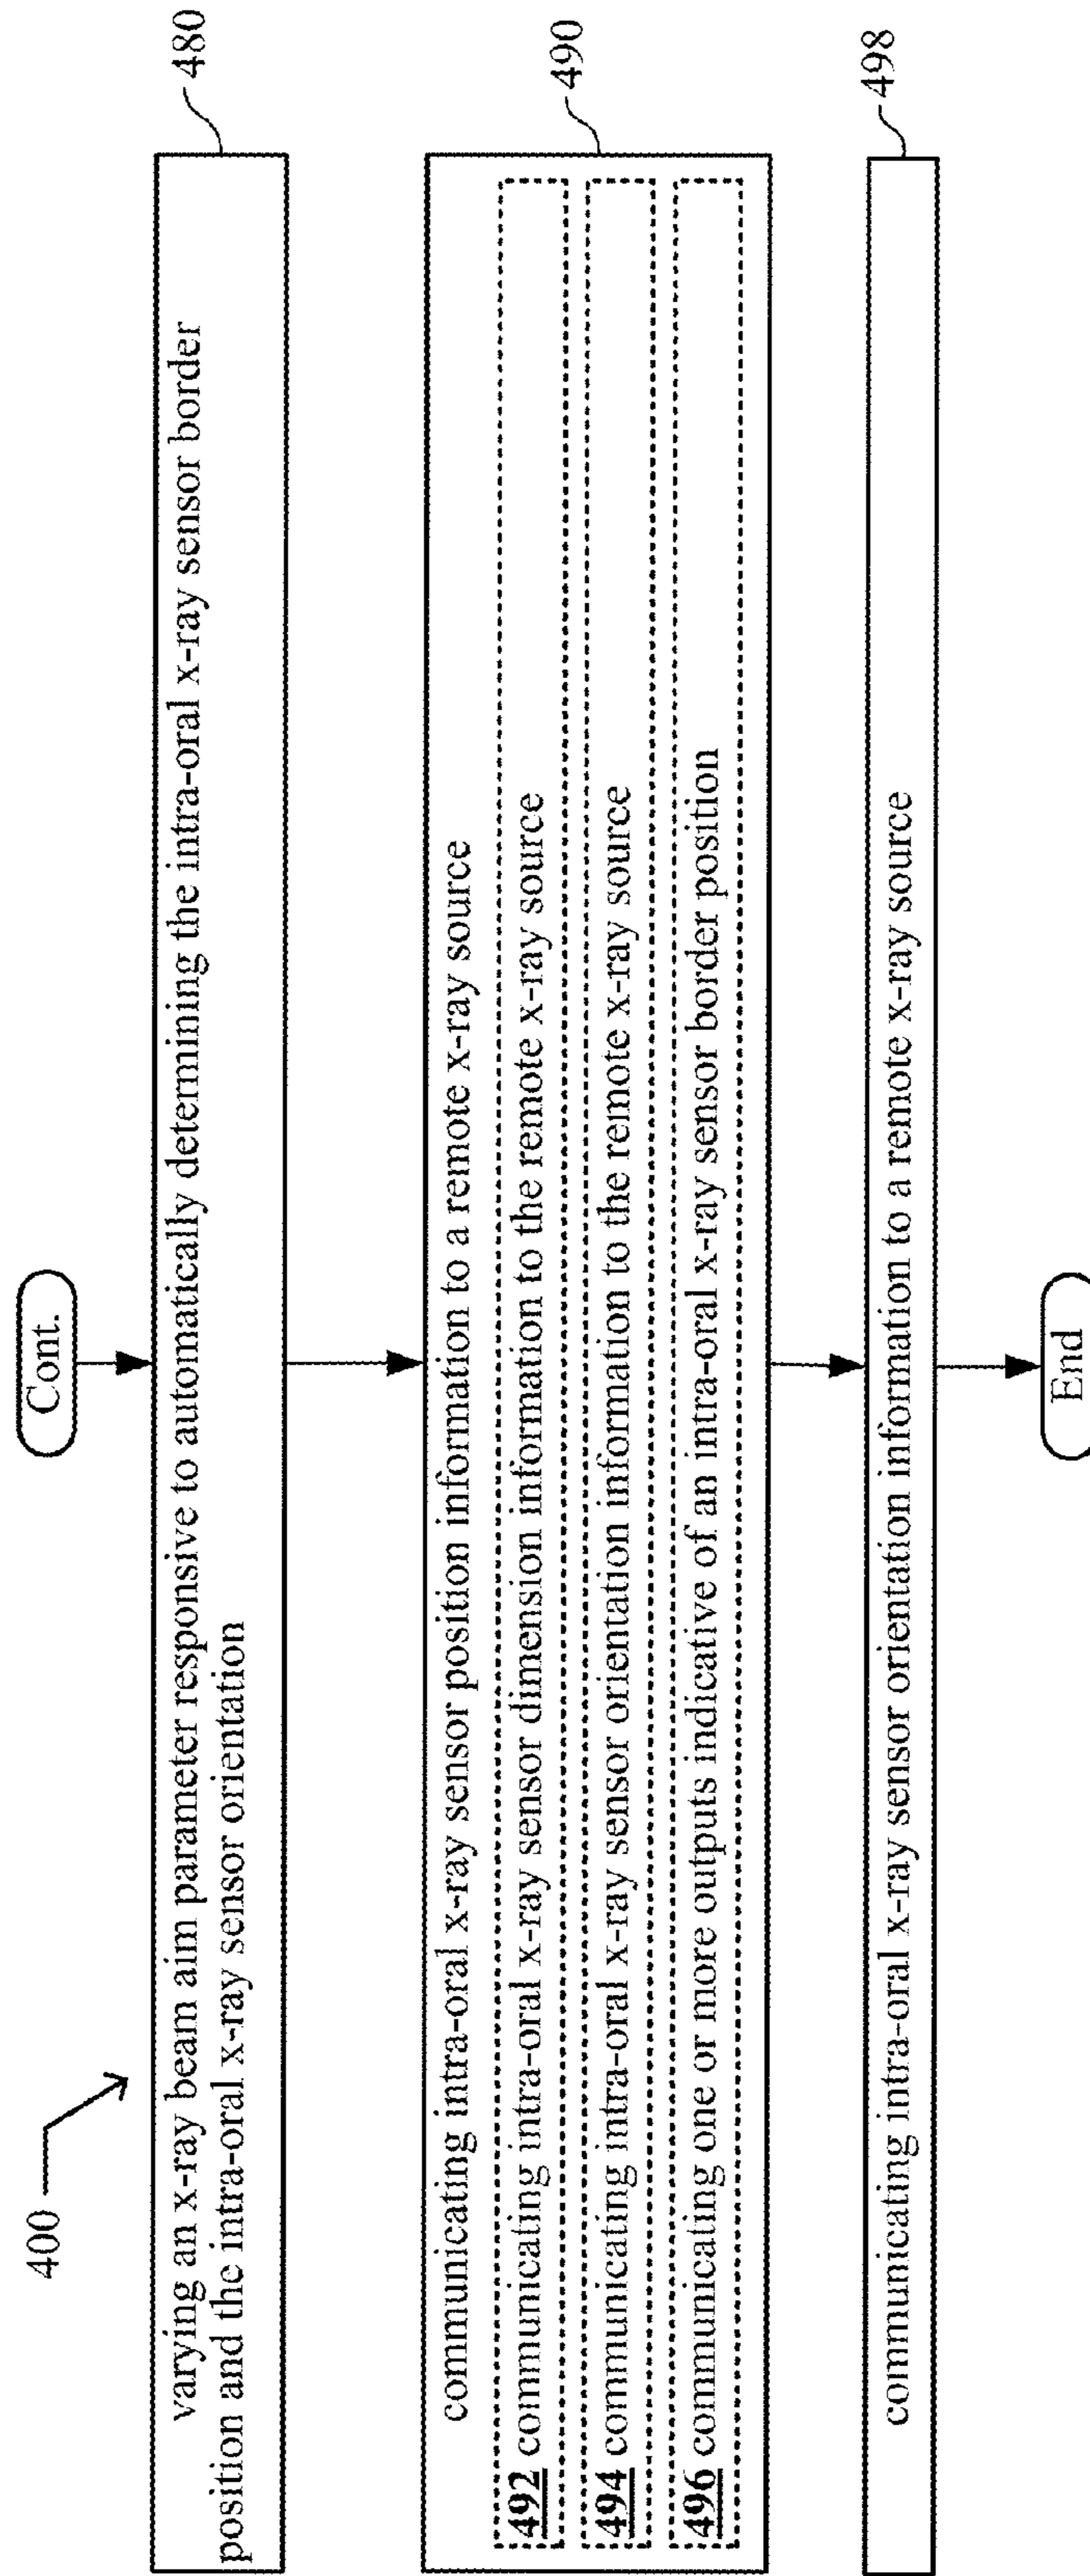 400
Cont.
varying an x-ray beam aim parameter responsive to automatically determining the intra-oral x-ray sensor border
position and the intra-oral x-ray sensor orientation
480
communicating intra-oral x-ray sensor position information to a remote x-ray source
492 communicating intra-oral x-ray sensor dimension information to the remote x-ray source
494 communicating intra-oral x-ray sensor orientation information to the remote x-ray source
496 communicating one or more outputs indicative of an intra-oral x-ray sensor border position
490
communicating intra-oral x-ray sensor orientation information to a remote x-ray source
498
End